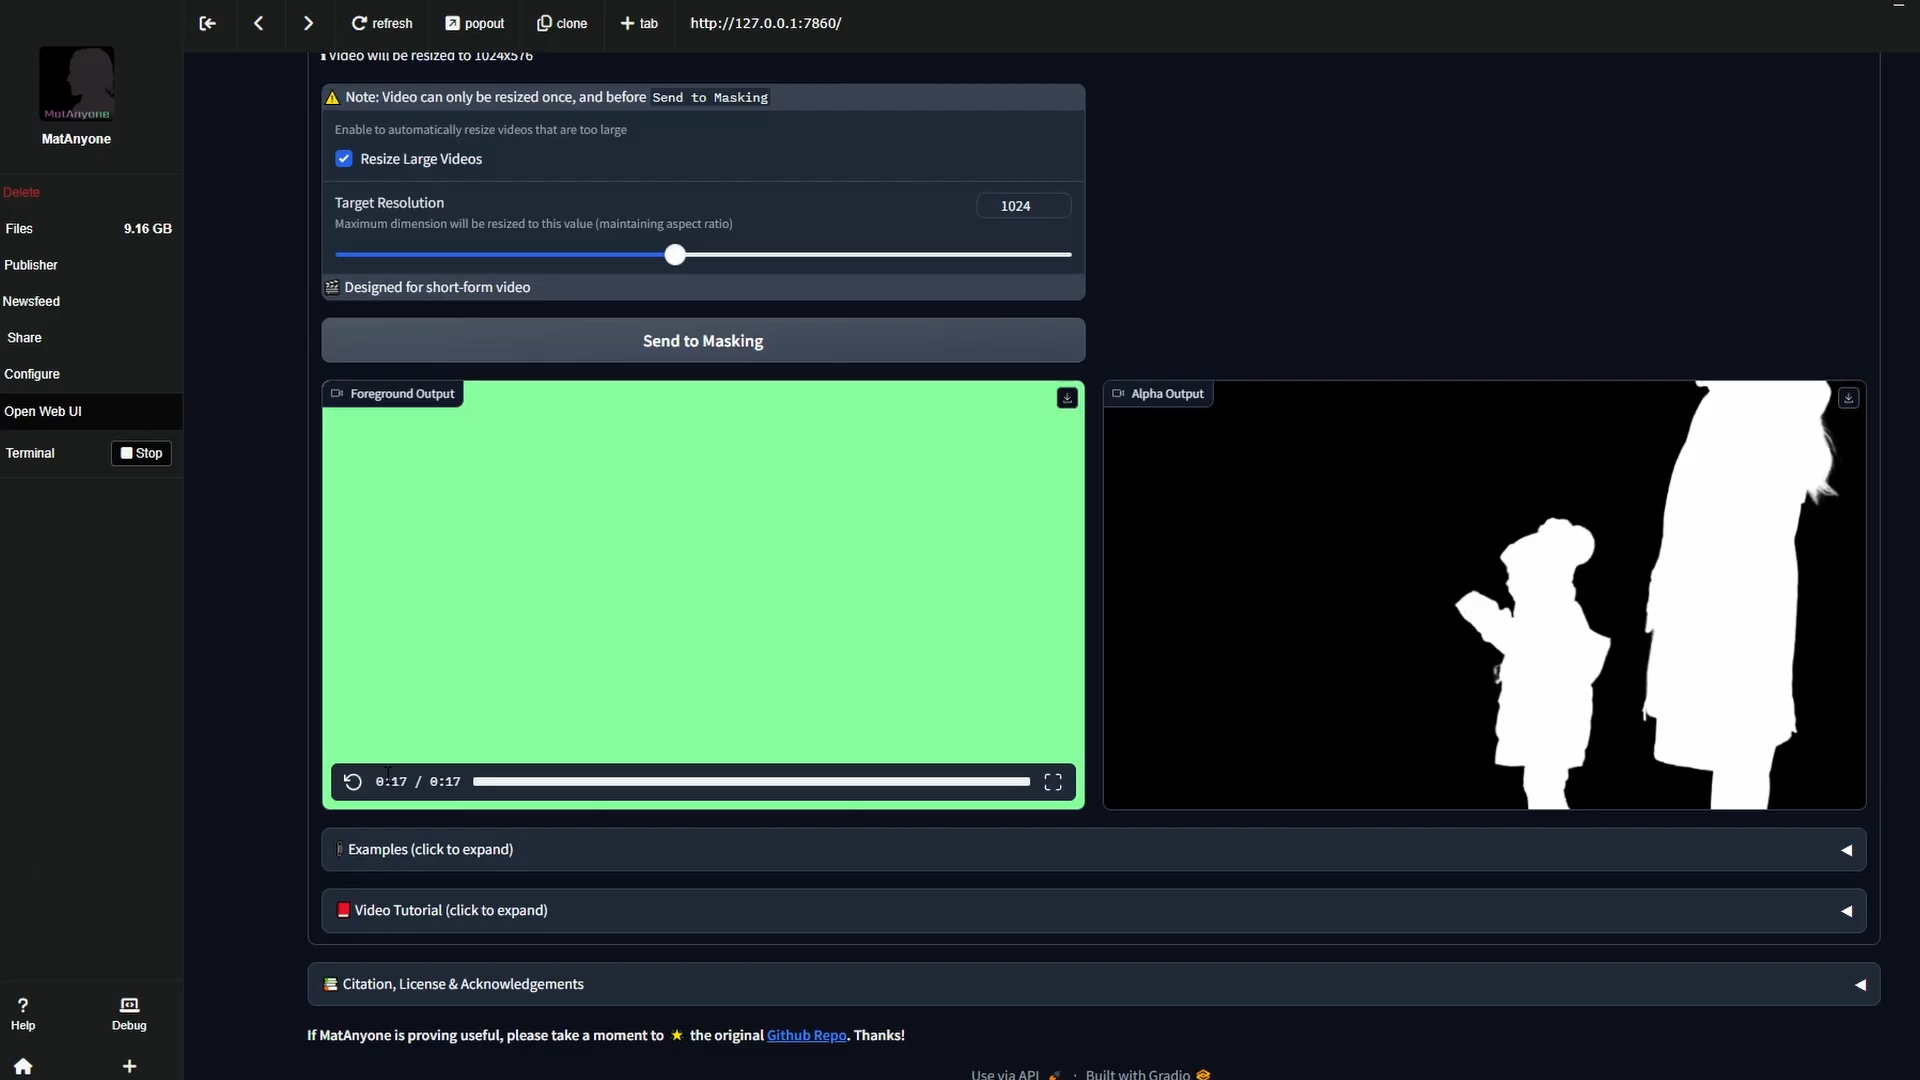 refresh
popout
clone
tab
http://127.0.0.1:7860/
MatAnyone
MatAnyone
Delete
Files 9.16 GB
Publisher
Newsfeed
Share
Configure
Open Web UI
Terminal Stop
Help Debug
Video will be resized to 1024x576
Note: Video can only be resized once, and before Send to Masking
Enable to automatically resize videos that are too large
Resize Large Videos
Target Resolution 1024
Maximum dimension will be resized to this value (maintaining aspect ratio)
Designed for short-form video
Send to Masking
Foreground Output
Alpha Output
0:17 / 0:17
Examples (click to expand)
Video Tutorial (click to expand)
Citation, License & Acknowledgements
If MatAnyone is proving useful, please take a moment to ★ the original Github Repo. Thanks!
Use via API · Built with Gradio